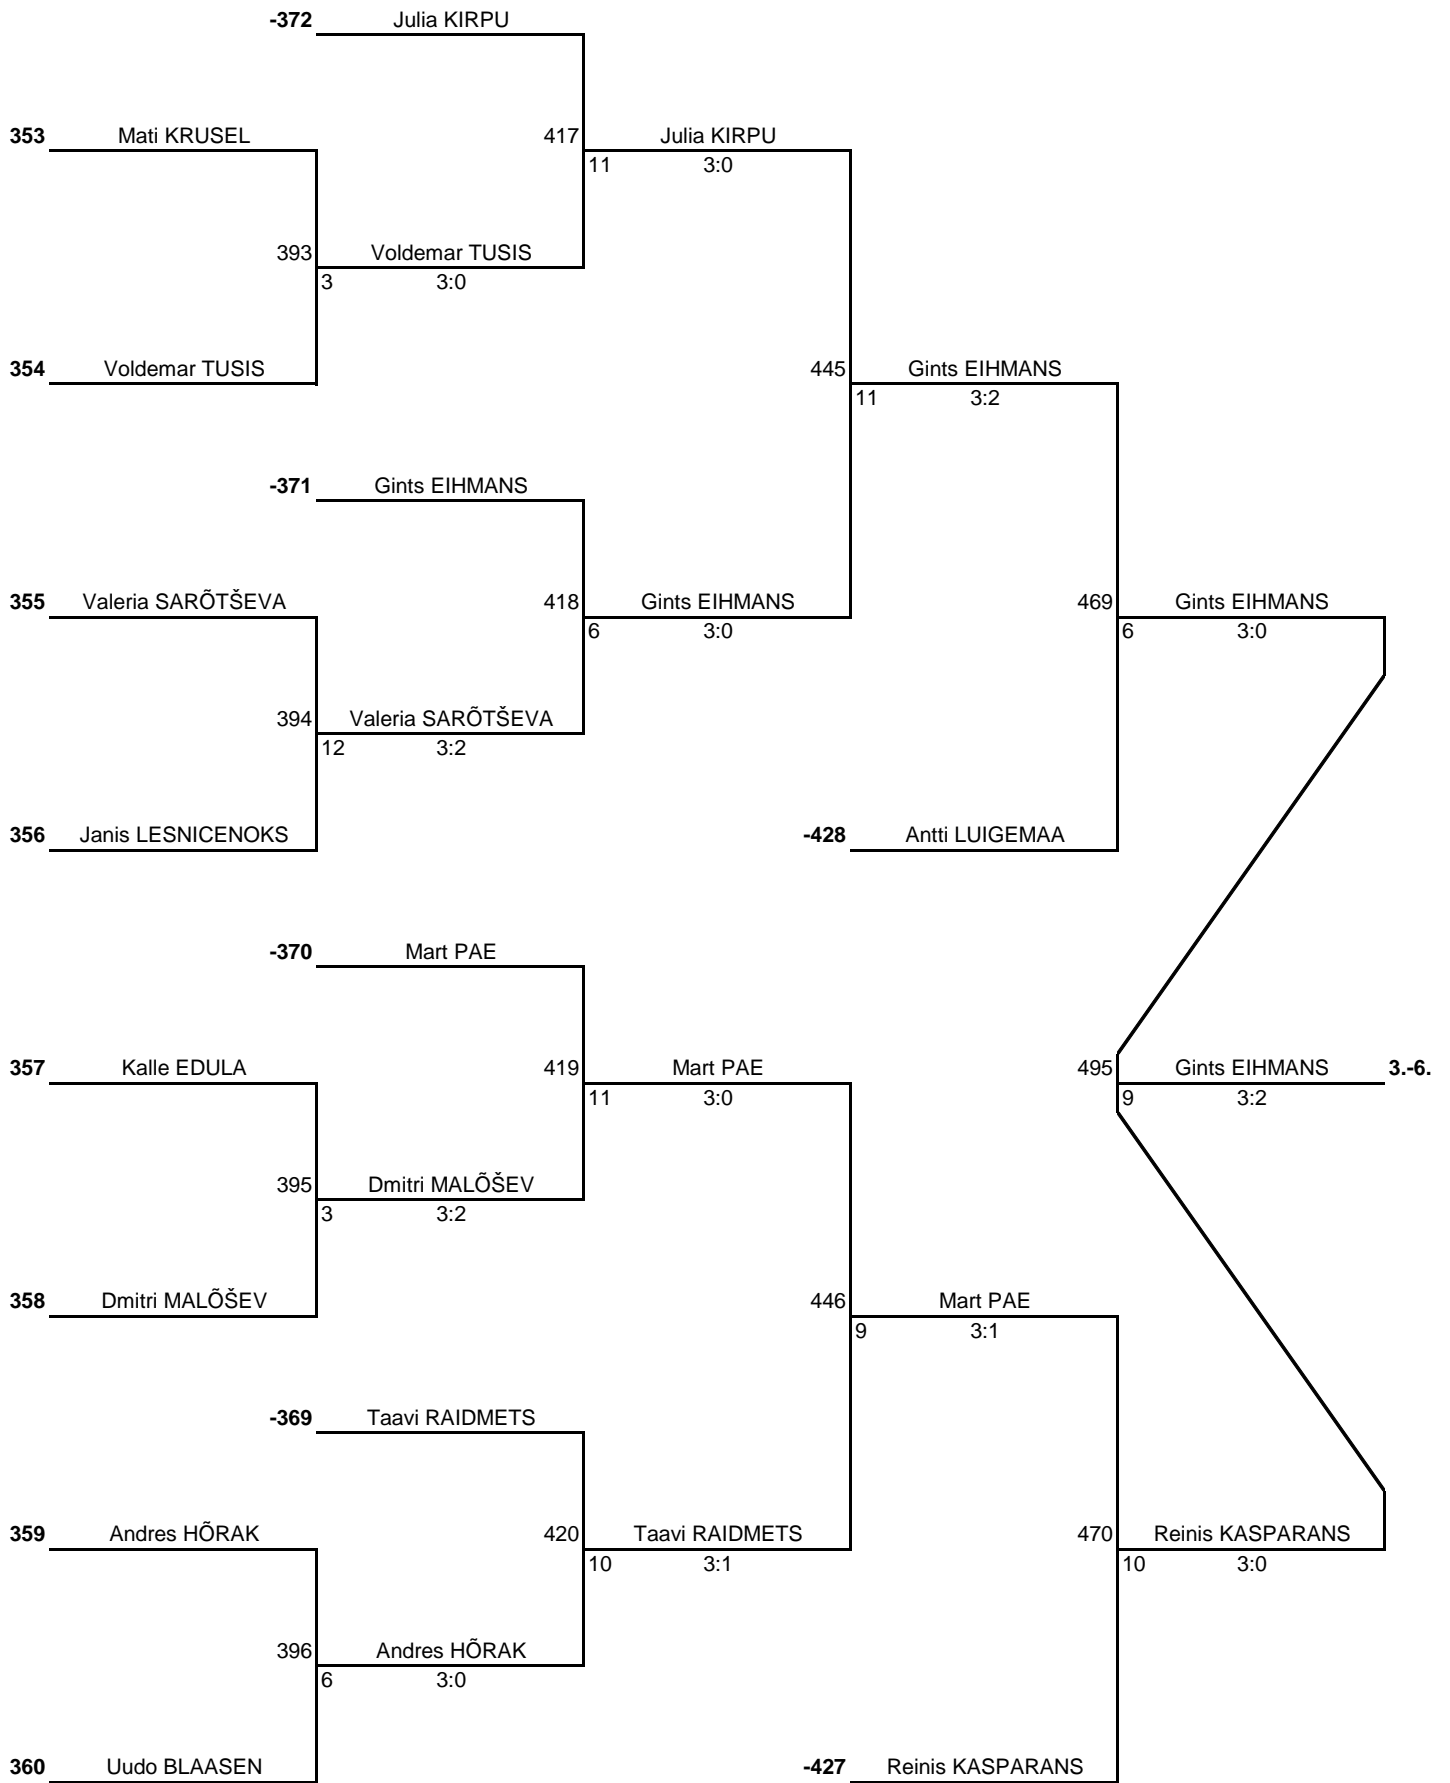 -372 Julia KIRPU
353 Mati KRUSEL 417 Julia KIRPU
11 3:0
393 Voldemar TUSIS
3 3:0
354 Voldemar TUSIS 445 Gints EIHMANS
11 3:2
-371 Gints EIHMANS
355 Valeria SARÕTŠEVA 418 Gints EIHMANS 469 Gints EIHMANS
6 3:0 6 3:0
394 Valeria SARÕTŠEVA
12 3:2
356 Janis LESNICENOKS -428 Antti LUIGEMAA
-370 Mart PAE
357 Kalle EDULA 419 Mart PAE 495 Gints EIHMANS 3.-6.
11 3:0 9 3:2
395 Dmitri MALÕŠEV
3 3:2
358 Dmitri MALÕŠEV 446 Mart PAE
9 3:1
-369 Taavi RAIDMETS
359 Andres HÕRAK 420 Taavi RAIDMETS 470 Reinis KASPARANS
10 3:1 10 3:0
396 Andres HÕRAK
6 3:0
360 Uudo BLAASEN -427 Reinis KASPARANS